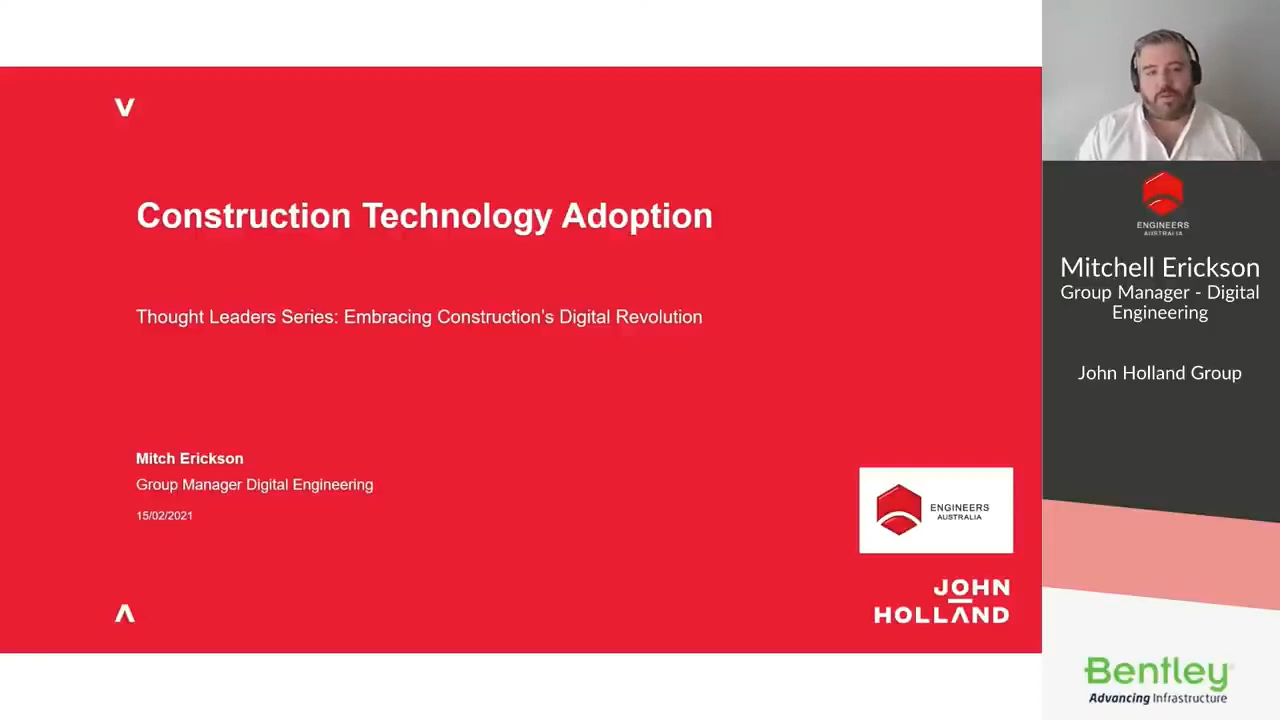 V
Construction Technology Adoption
Thought Leaders Series: Embracing Construction's Digital Revolution
Mitch Erickson
Group Manager Digital Engineering
15/02/2021
ENGINEERS
AUSTRALIA
JOHN
HOLLAND
ENGINEERS
AUSTRALIA
Mitchell Erickson
Group Manager - Digital
Engineering
John Holland Group
Bentley
Advancing Infrastructure